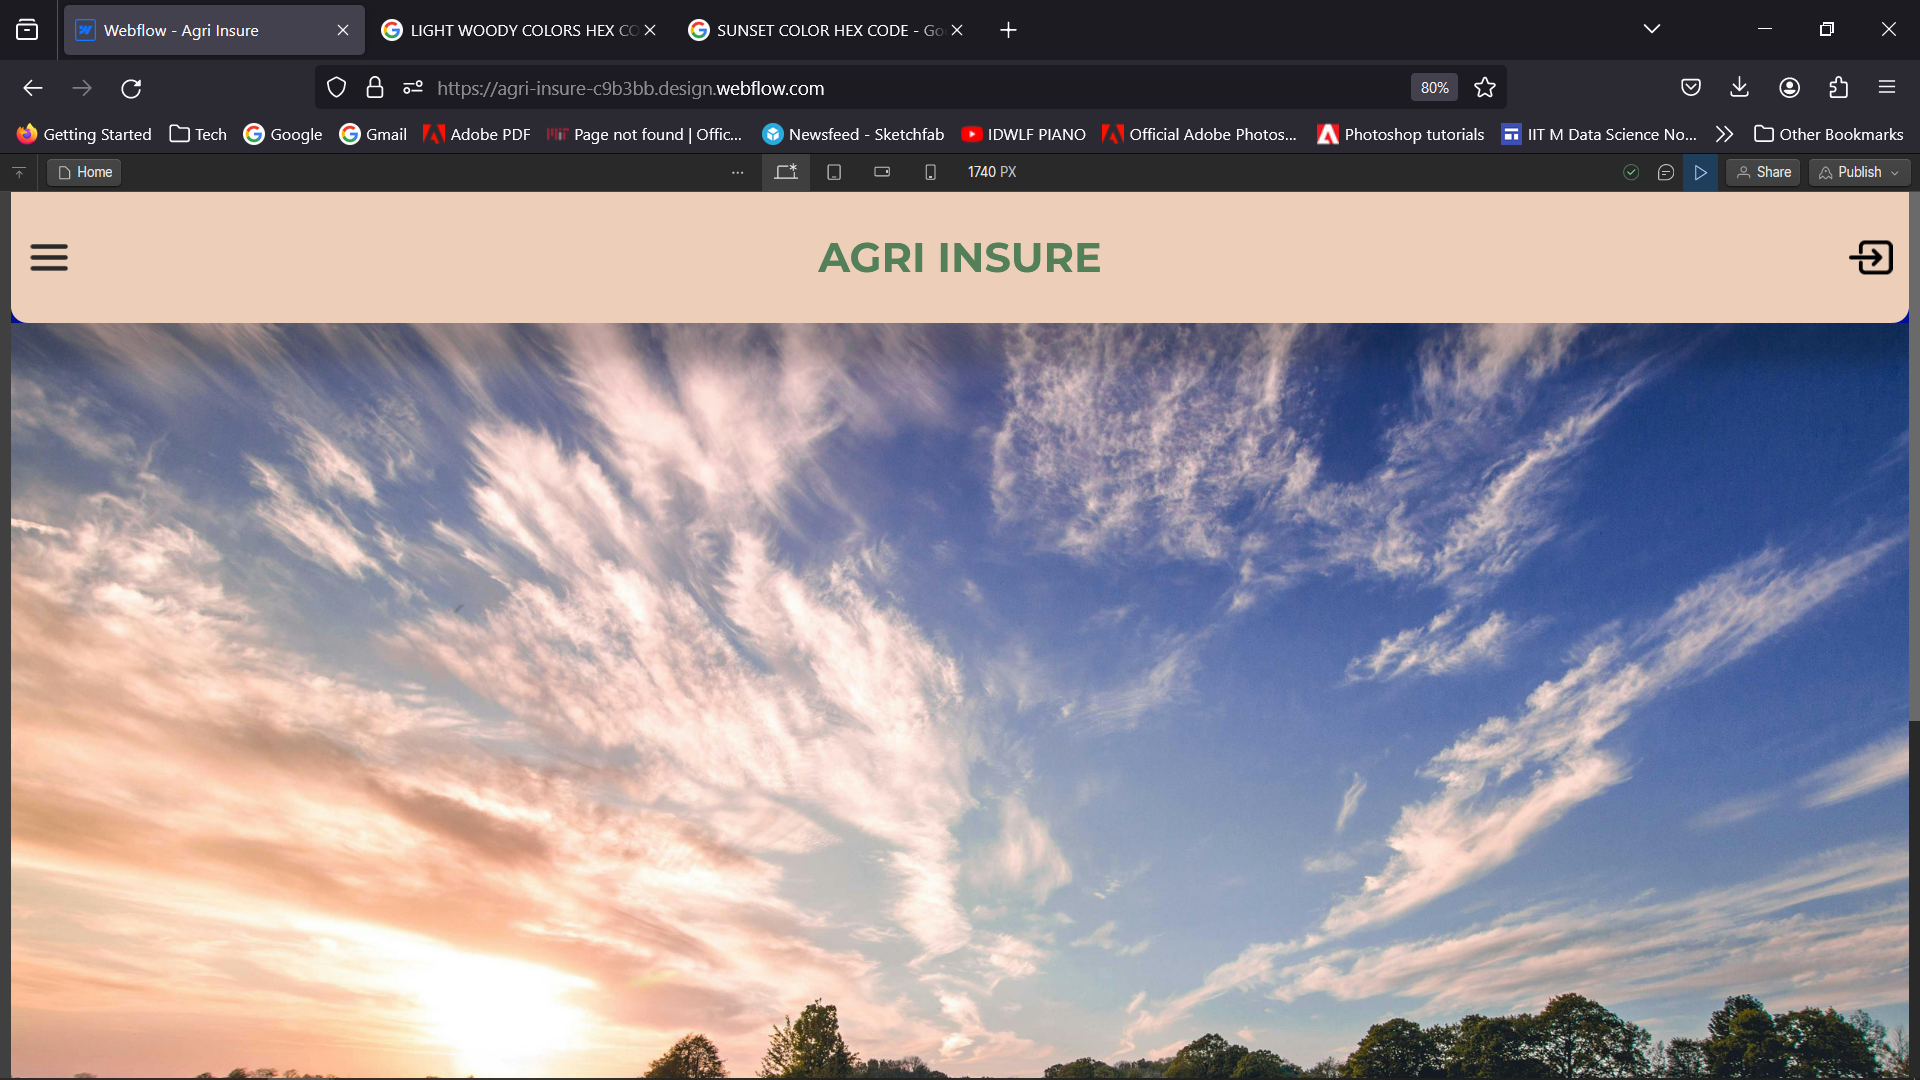 Webflow - Agri Insure
LIGHT WOODY COLORS HEX CO
SUNSET COLOR HEX CODE - Go
https://agri-insure-c9b3bb.design.webflow.com
80%
Getting Started
Tech
Google
Gmail
Adobe PDF
Page not found | Offic...
Newsfeed - Sketchfab
IDWLF PIANO
Official Adobe Photos...
Photoshop tutorials
IIT M Data Science No...
Other Bookmarks
Home
1740 PX
Share
Publish
AGRI INSURE